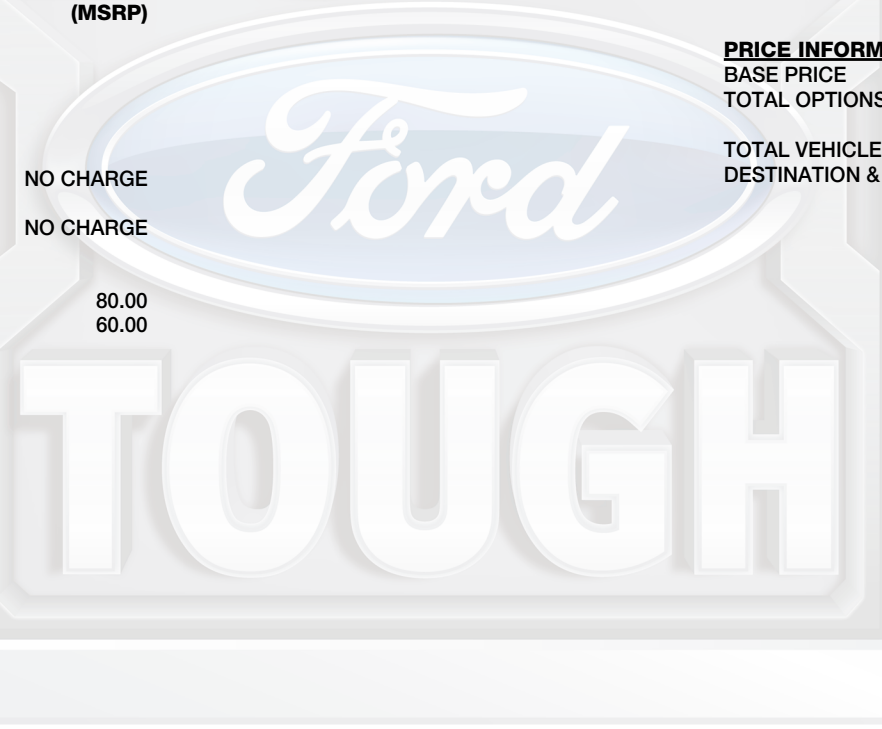 (MSRP)
NO CHARGE
NO CHARGE
80.00
60.00
PRICE INFORM
BASE PRICE
TOTAL OPTIONS
TOTAL VEHICLE
DESTINATION &
Ford
TOUGH